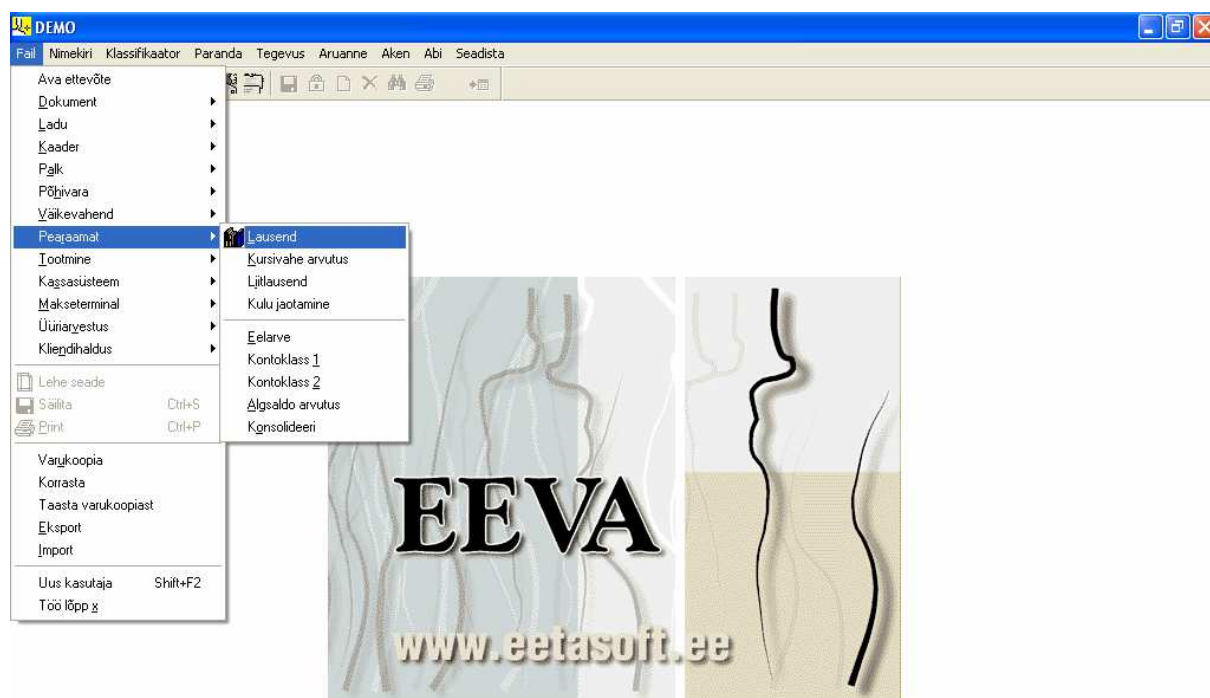 DEMO
Fail Nimekiri Klassifikaator Paranda Tegevus Aruanne Aken Abi Seadista
Ava ettevõte
Dokument
Ladu
Kaader
Palk
Põhivara
Väikevahend
Pearaamat
Tootmine
Kassasüsteem
Makseterminal
Üüriarvestus
Kliendihaldus
Lehe seade
Säilita Ctrl+S
Print Ctrl+P
Varukoopia
Korrasta
Taasta varukoopiast
Eksport
Import
Uus kasutaja Shift+F2
Töö lõpp x
Lausend
Kursivahe arvutus
Liitlausend
Kulu jaotamine
Eelarve
Kontoklass 1
Kontoklass 2
Algsaldo arvutus
Konsolideeri
EEVA
www.eetasoft.ee